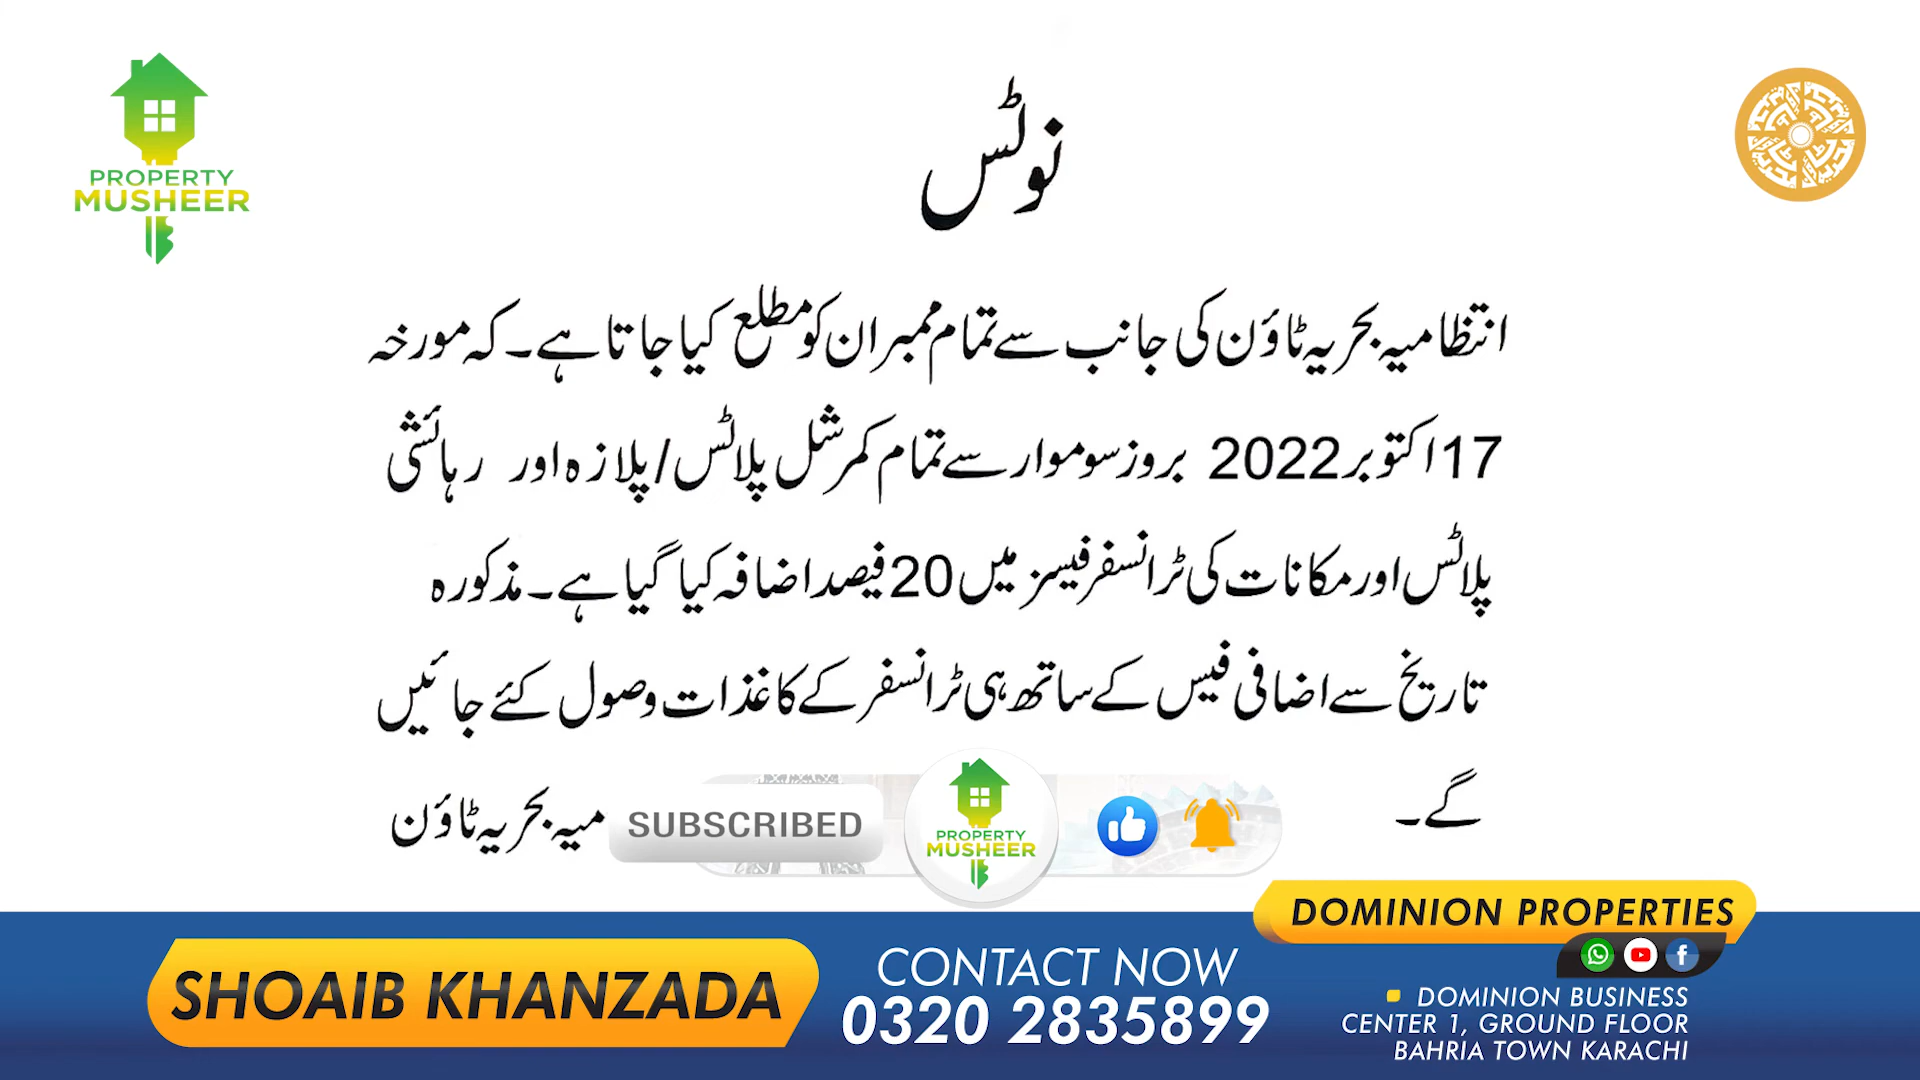 PROPERTY
MUSHEER
نوٹس
انتظامیہ بحریہ ٹاؤن کی جانب سے تمام ممبران کو مطلع کیا جاتا ہے۔ کہ مورخہ
17 اکتوبر 2022 بروز سوموار سے تمام کمرشل پلاٹس/پلازہ اور رہائشی
پلاٹس اور مکانات کی ٹرانسفر فیسز میں 20 فیصد اضافہ کیا گیا ہے۔ مذکورہ
تاریخ سے اضافی فیس کے ساتھ ہی ٹرانسفر کے کاغذات وصول کئے جائیں
گے۔
میہ بحریہ ٹاؤن
SUBSCRIBED
PROPERTY
MUSHEER
DOMINION PROPERTIES
SHOAIB KHANZADA
CONTACT NOW
0320 2835899
DOMINION BUSINESS
CENTER 1, GROUND FLOOR
BAHRIA TOWN KARACHI